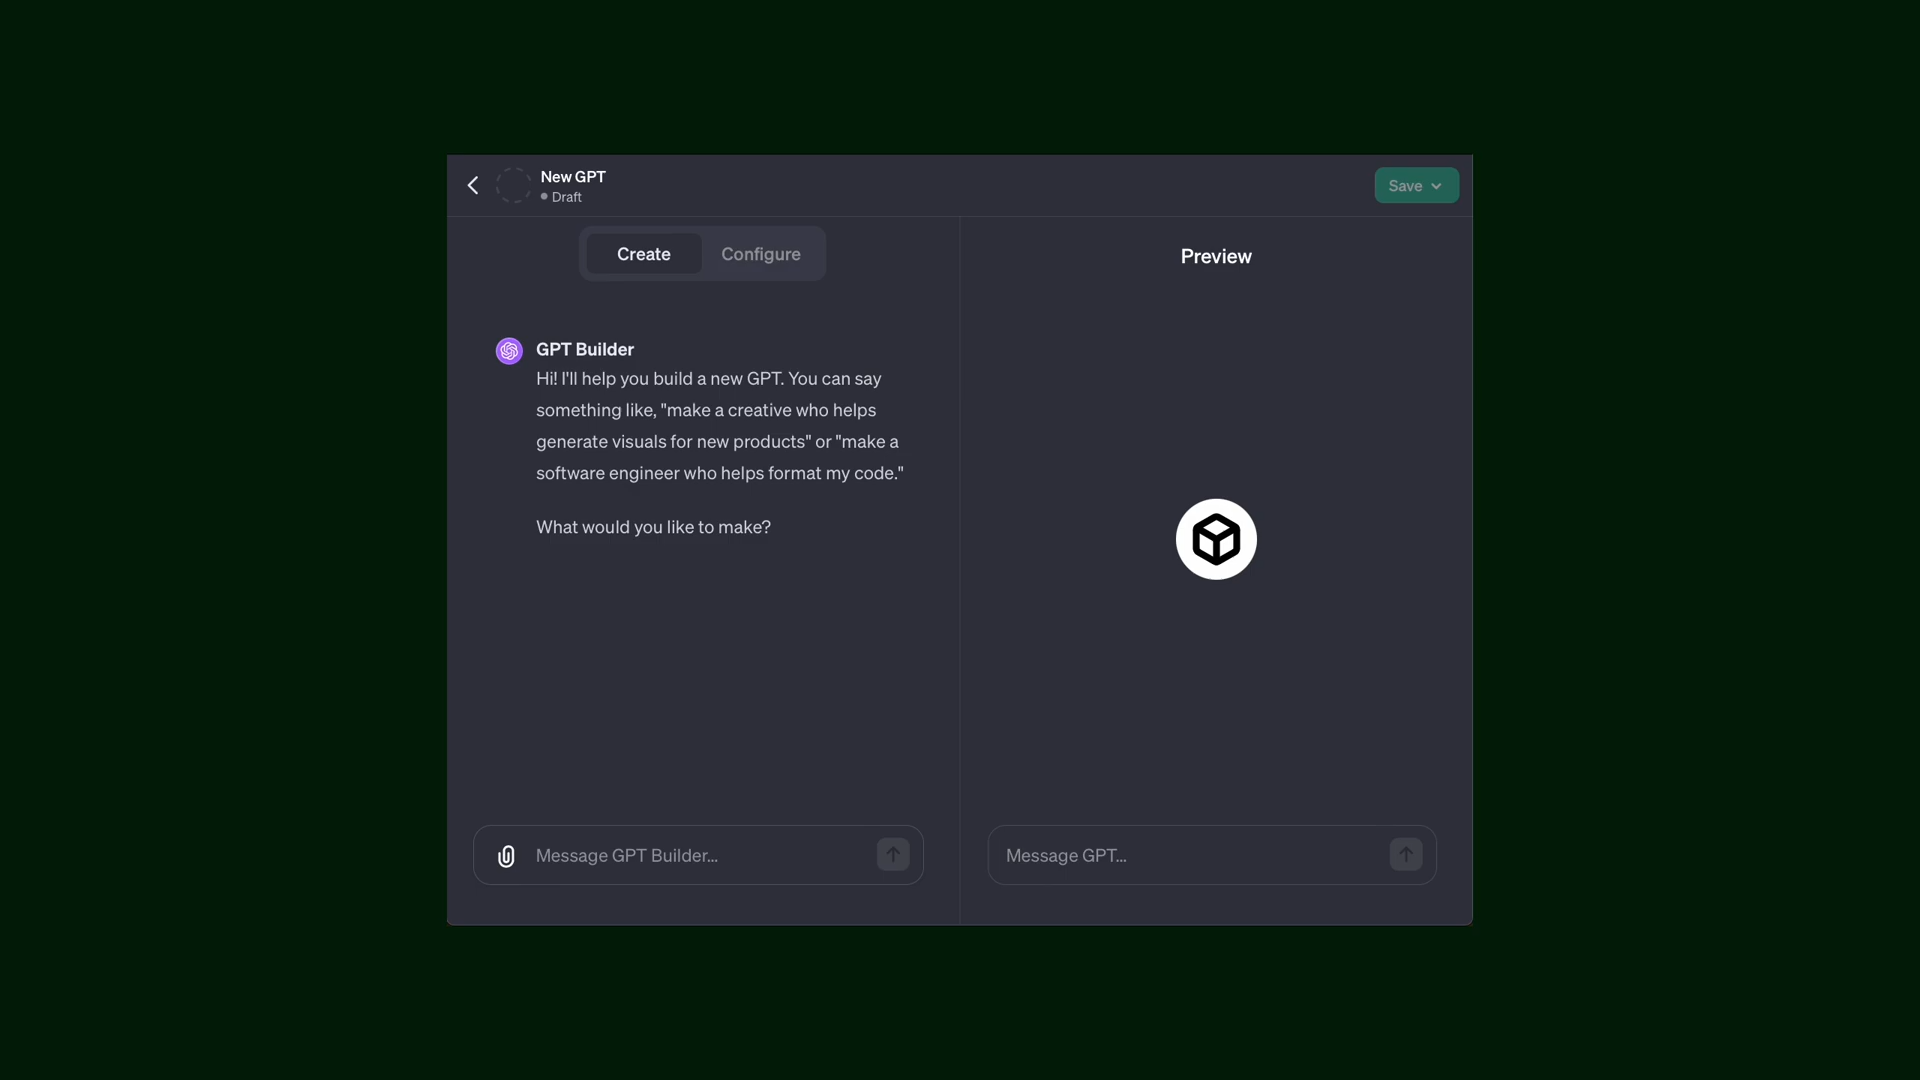 New GPT
Draft
Save
Create
Configure
Preview
GPT Builder
Hi! I'll help you build a new GPT. You can say
something like, "make a creative who helps
generate visuals for new products" or "make a
software engineer who helps format my code."
What would you like to make?
Message GPT Builder...
Message GPT...